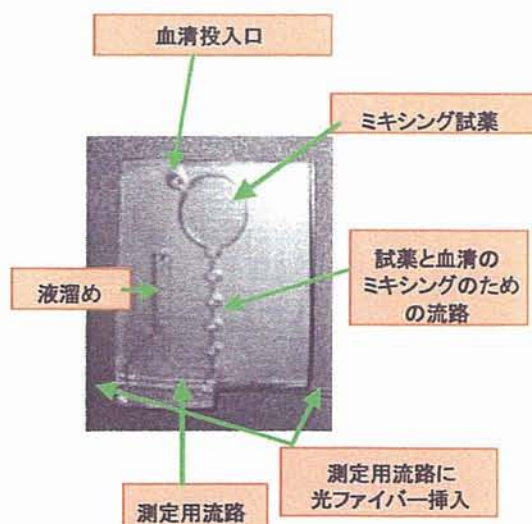 血清投入口
ミキシング試薬
試薬と血清の
ミキシングのため
の流路
液溜め
測定用流路に
光ファイバー挿入
測定用流路